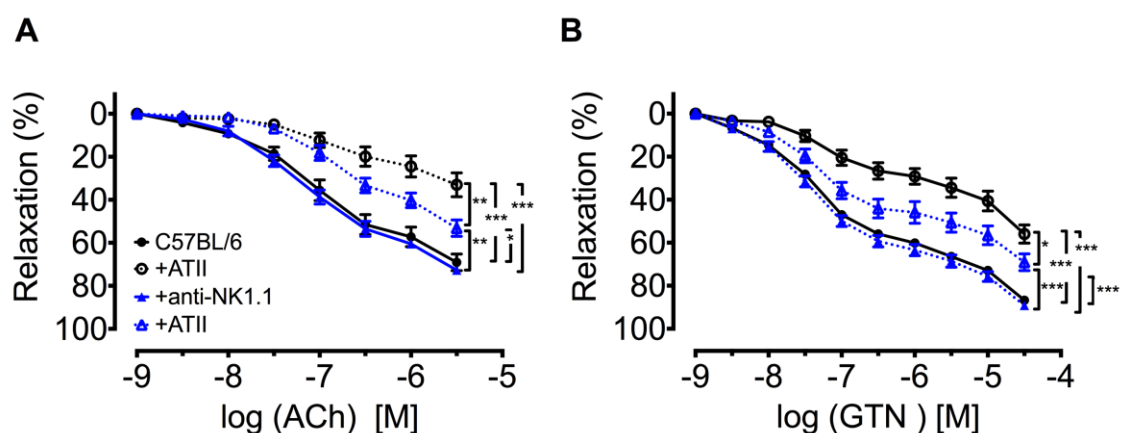 A
Relaxation (%)
0
20
40
60
80
100
C57BL/6
+ATII
+anti-NK1.1
+ATII
**
***
***
**
*
***
-9 -8 -7 -6 -5
log (ACh) [M]
B
Relaxation (%)
0
20
40
60
80
100
*
***
***
***
***
-9 -8 -7 -6 -5 -4
log (GTN ) [M]